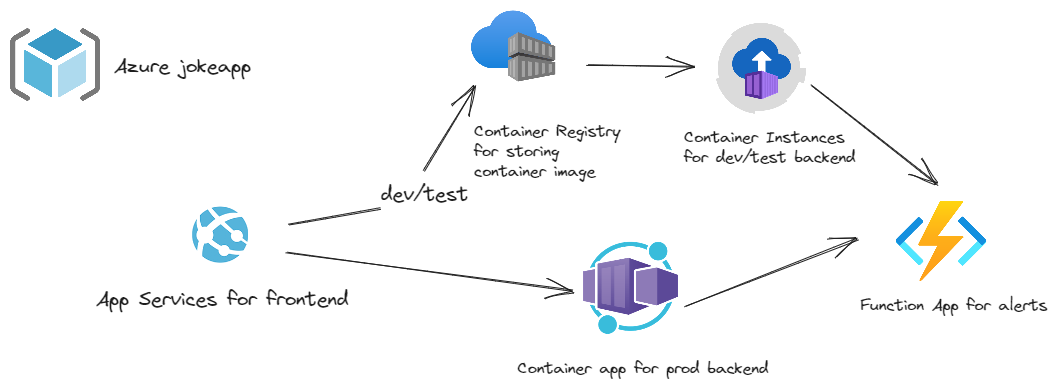 Azure jokeapp
Container Registry
for storing
container image
Container Instances
for dev/test backend
dev/test
App Services for frontend
Function App for alerts
Container app for prod backend